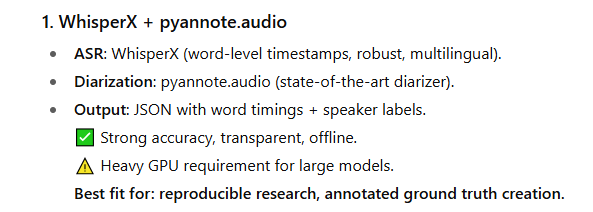 1. WhisperX + pyannote.audio
• ASR: WhisperX (word-level timestamps, robust, multilingual).
• Diarization: pyannote.audio (state-of-the-art diarizer).
• Output: JSON with word timings + speaker labels.
✅ Strong accuracy, transparent, offline.
⚠️ Heavy GPU requirement for large models.
Best fit for: reproducible research, annotated ground truth creation.